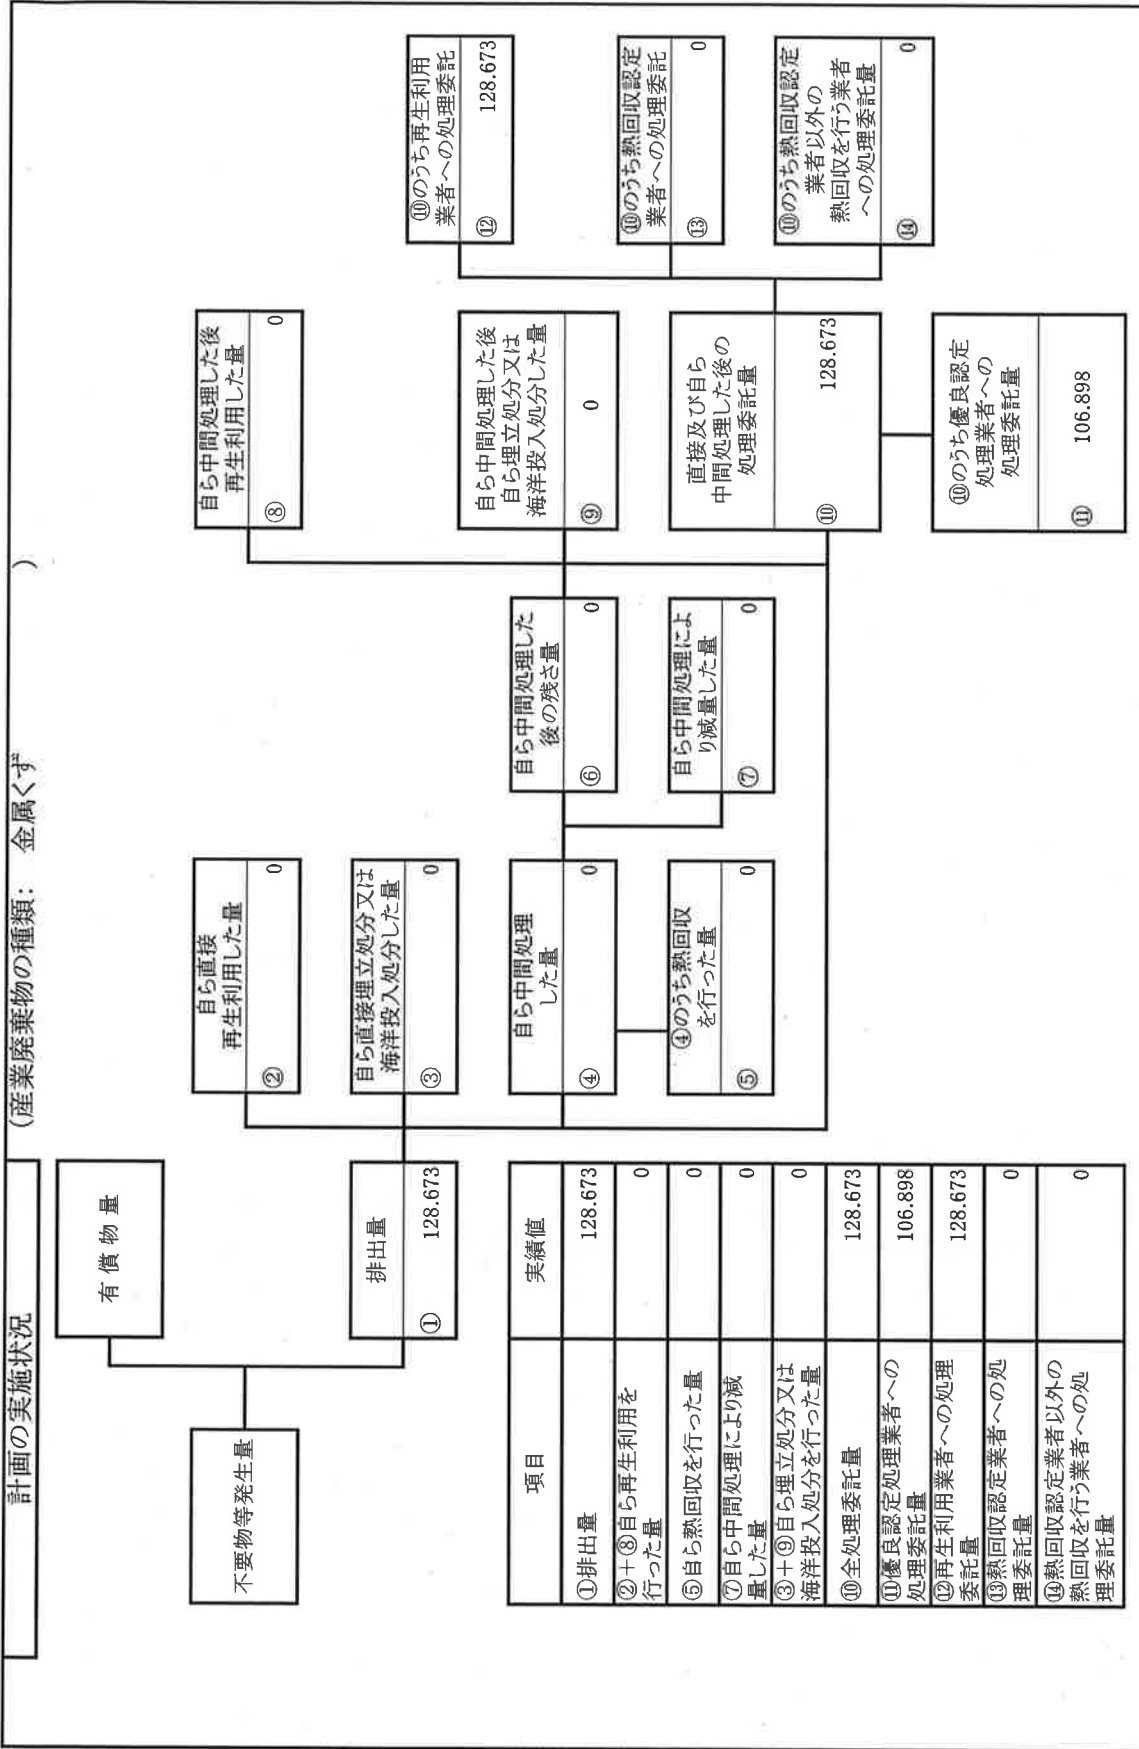 計画の実施状況
(産業廃棄物の種類： 金属くず )
不要物等発生量
有償物量
排出量
① 128.673
自ら直接
再生利用した量
② 0
自ら直接埋立処分又は
海洋投入処分した量
③ 0
自ら中間処理
した量
④ 0
④のうち熱回収
を行った量
⑤ 0
自ら中間処理した
後の残さ量
⑥ 0
自ら中間処理によ
り減量した量
⑦ 0
自ら中間処理した後
再生利用した量
⑧ 0
自ら中間処理した後
自ら埋立処分又は
海洋投入処分した量
⑨ 0
直接及び自ら
中間処理した後の
処理委託量
⑩ 128.673
⑩のうち優良認定
処理業者への
処理委託量
⑪ 106.898
⑩のうち再生利用
業者への処理委託
⑫ 128.673
⑩のうち熱回収認定
業者への処理委託
⑬ 0
⑩のうち熱回収認定
業者以外の
熱回収を行う業者
への処理委託量
⑭ 0
項目 実績値
①排出量 128.673
②＋⑧自ら再生利用を
行った量 0
⑤自ら熱回収を行った量 0
⑦自ら中間処理により減
量した量 0
③＋⑨自ら埋立処分又は
海洋投入処分を行った量 0
⑩全処理委託量 128.673
⑪優良認定処理業者への
処理委託量 106.898
⑫再生利用業者への処理
委託量 128.673
⑬熱回収認定業者への処
理委託量 0
⑭熱回収認定業者以外の
熱回収を行う業者への処
理委託量 0